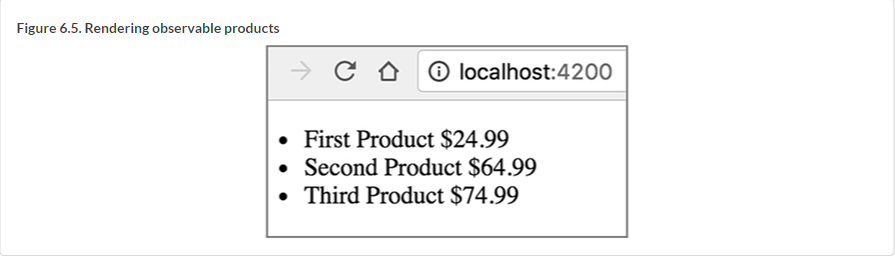 Figure 6.5. Rendering observable products
localhost:4200
• First Product $24.99
• Second Product $64.99
• Third Product $74.99